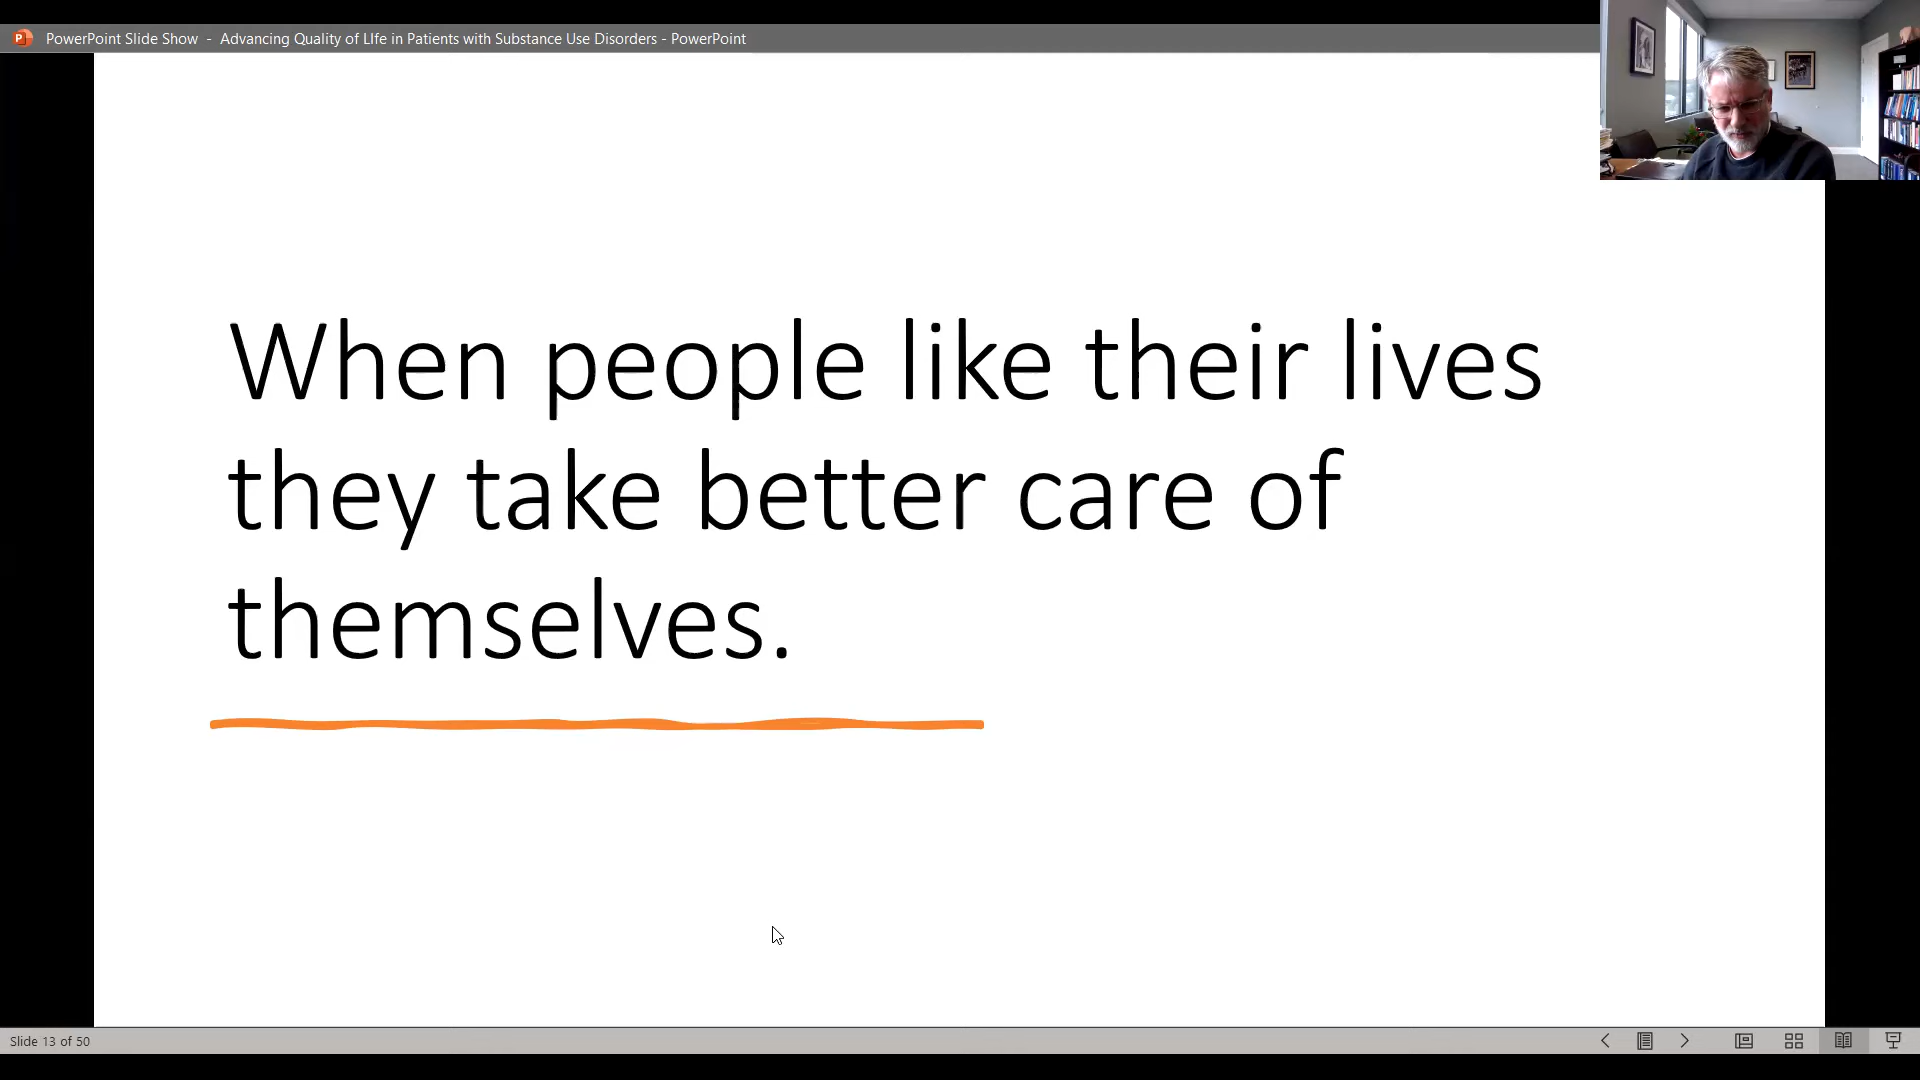 PowerPoint Slide Show - Advancing Quality of LIfe in Patients with Substance Use Disorders - PowerPoint
When people like their lives
they take better care of
themselves.
Slide 13 of 50